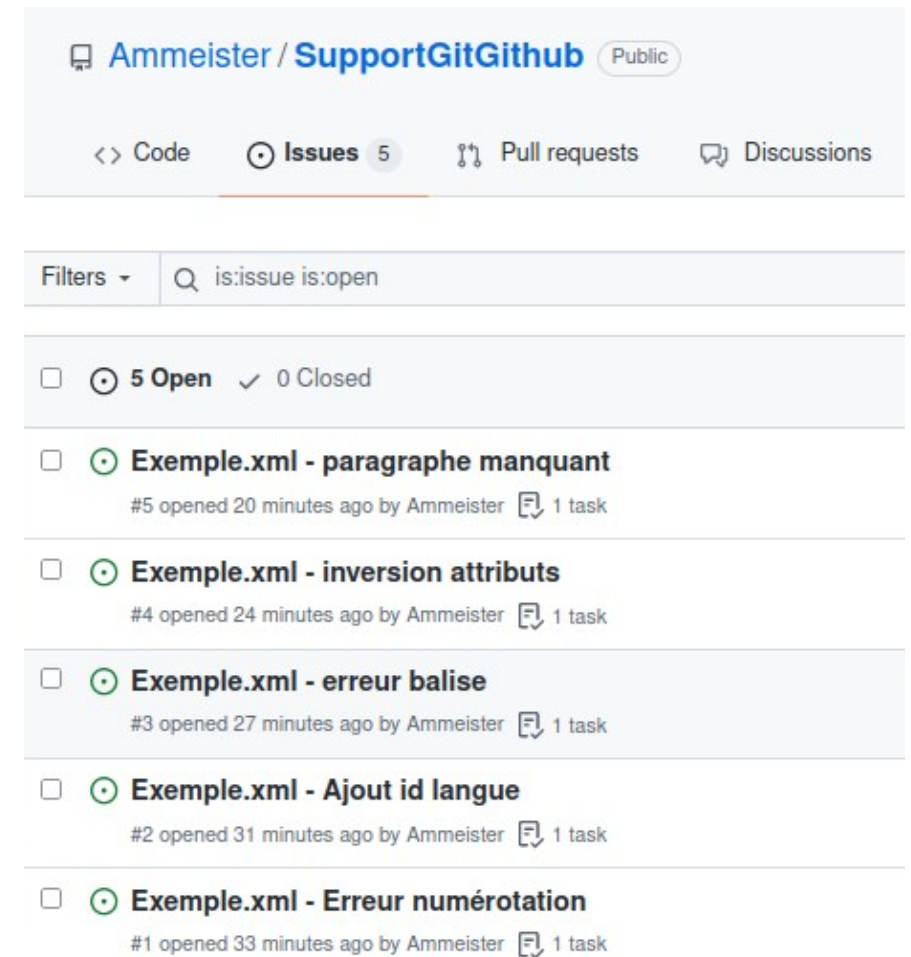 Ammeister / SupportGitGithub Public
Code Issues 5 Pull requests Discussions
Filters is:issue is:open
5 Open 0 Closed
Exemple.xml - paragraphe manquant
#5 opened 20 minutes ago by Ammeister 1 task
Exemple.xml - inversion attributs
#4 opened 24 minutes ago by Ammeister 1 task
Exemple.xml - erreur balise
#3 opened 27 minutes ago by Ammeister 1 task
Exemple.xml - Ajout id langue
#2 opened 31 minutes ago by Ammeister 1 task
Exemple.xml - Erreur numérotation
#1 opened 33 minutes ago by Ammeister 1 task